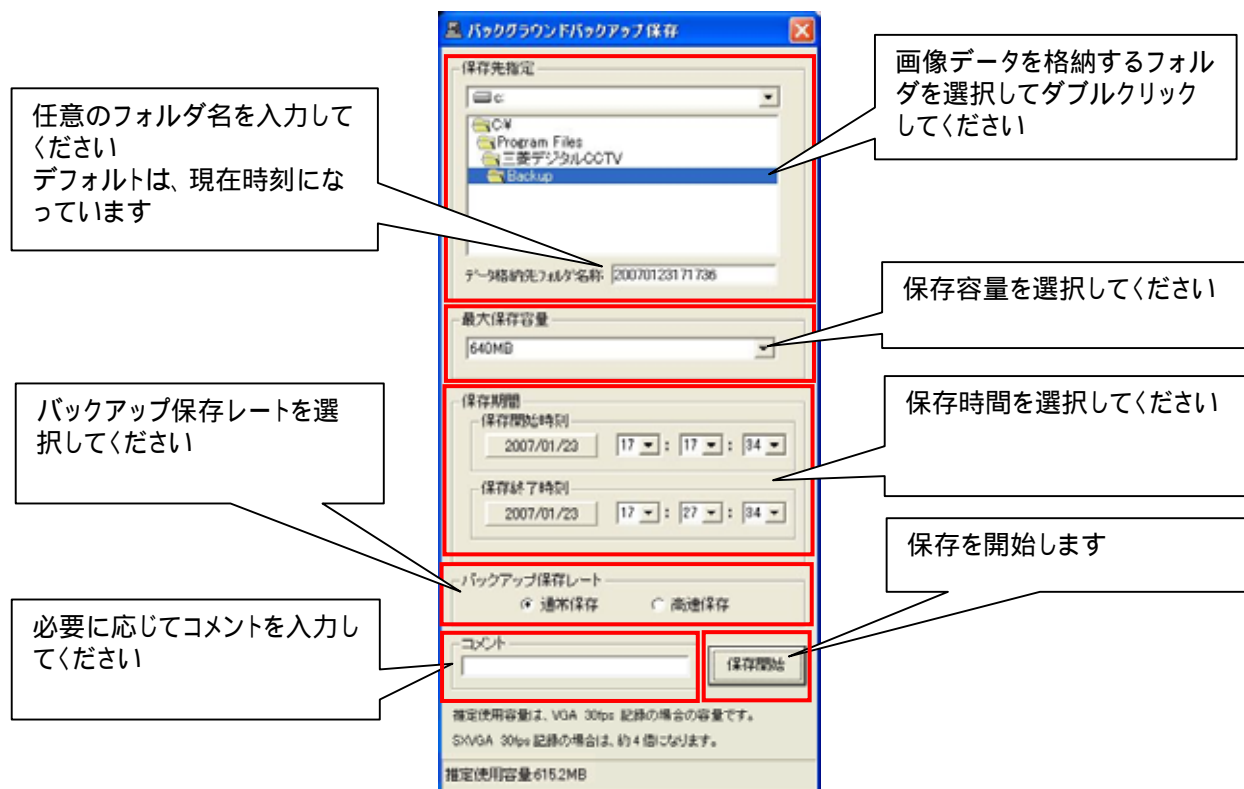 バックグラウンドバックアップ保存
保存先指定
c:
C:¥
Program Files
三菱デジタルCCTV
Backup
データ格納先フォルダ名称 20070123171736
最大保存容量
640MB
保存期間
保存開始時刻
2007/01/23 17 : 17 : 34
保存終了時刻
2007/01/23 17 : 27 : 34
バックアップ保存レート
通常保存 高速保存
コメント
保存開始
推定使用容量は、VGA 30fps 記録の場合の容量です。
SXVGA 30fps 記録の場合は、約4倍になります。
推定使用容量:615.2MB
任意のフォルダ名を入力して
ください
デフォルトは、現在時刻にな
っています
バックアップ保存レートを選
択してください
必要に応じてコメントを入力し
てください
画像データを格納するフォル
ダを選択してダブルクリック
してください
保存容量を選択してください
保存時間を選択してください
保存を開始します